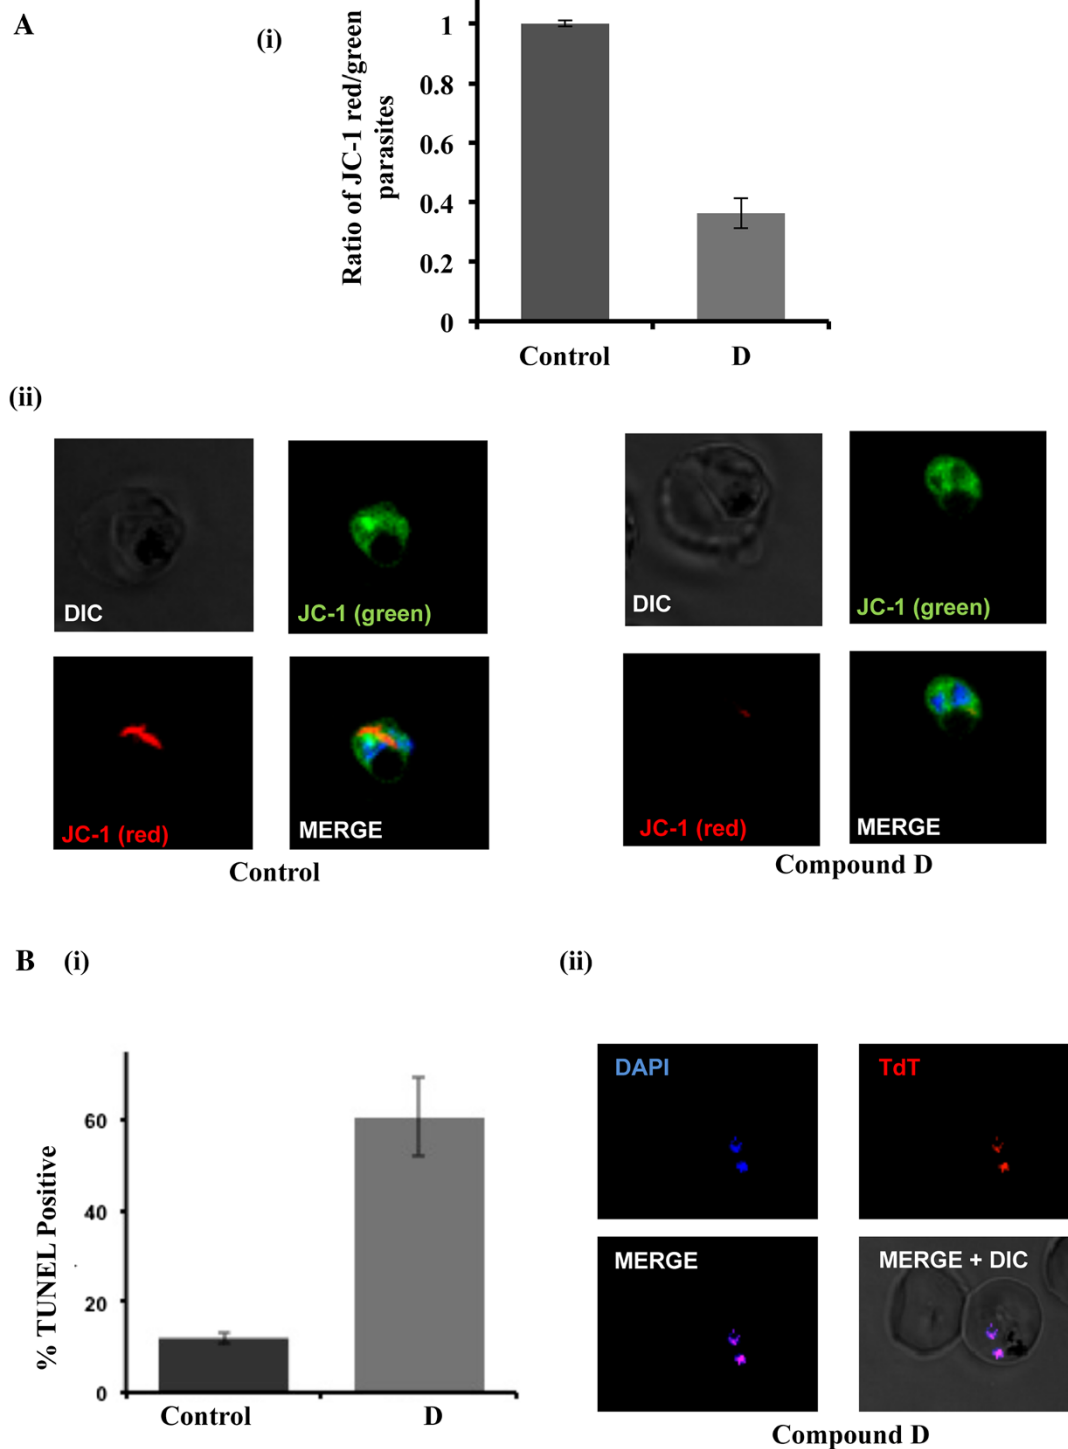 A
(i)
Ratio of JC-1 red/green
parasites
1
0.8
0.6
0.4
0.2
0
Control
D
(ii)
DIC
JC-1 (green)
JC-1 (red)
MERGE
Control
DIC
JC-1 (green)
JC-1 (red)
MERGE
Compound D
B
(i)
% TUNEL Positive
60
40
20
0
Control
D
(ii)
DAPI
TdT
MERGE
MERGE + DIC
Compound D